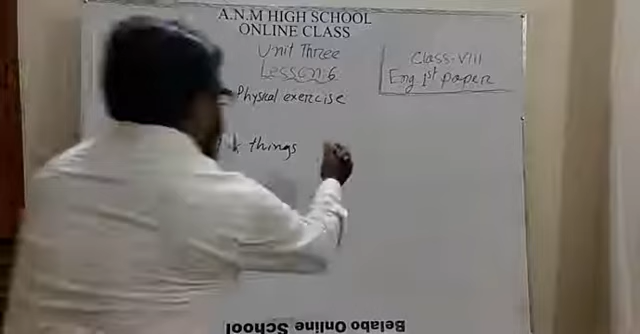 A.N.M HIGH SCHOOL
ONLINE CLASS
Unit Three
Lesson:6
Physical exercise
Class-VIII
Eng 1st paper
things
Belabo Online School